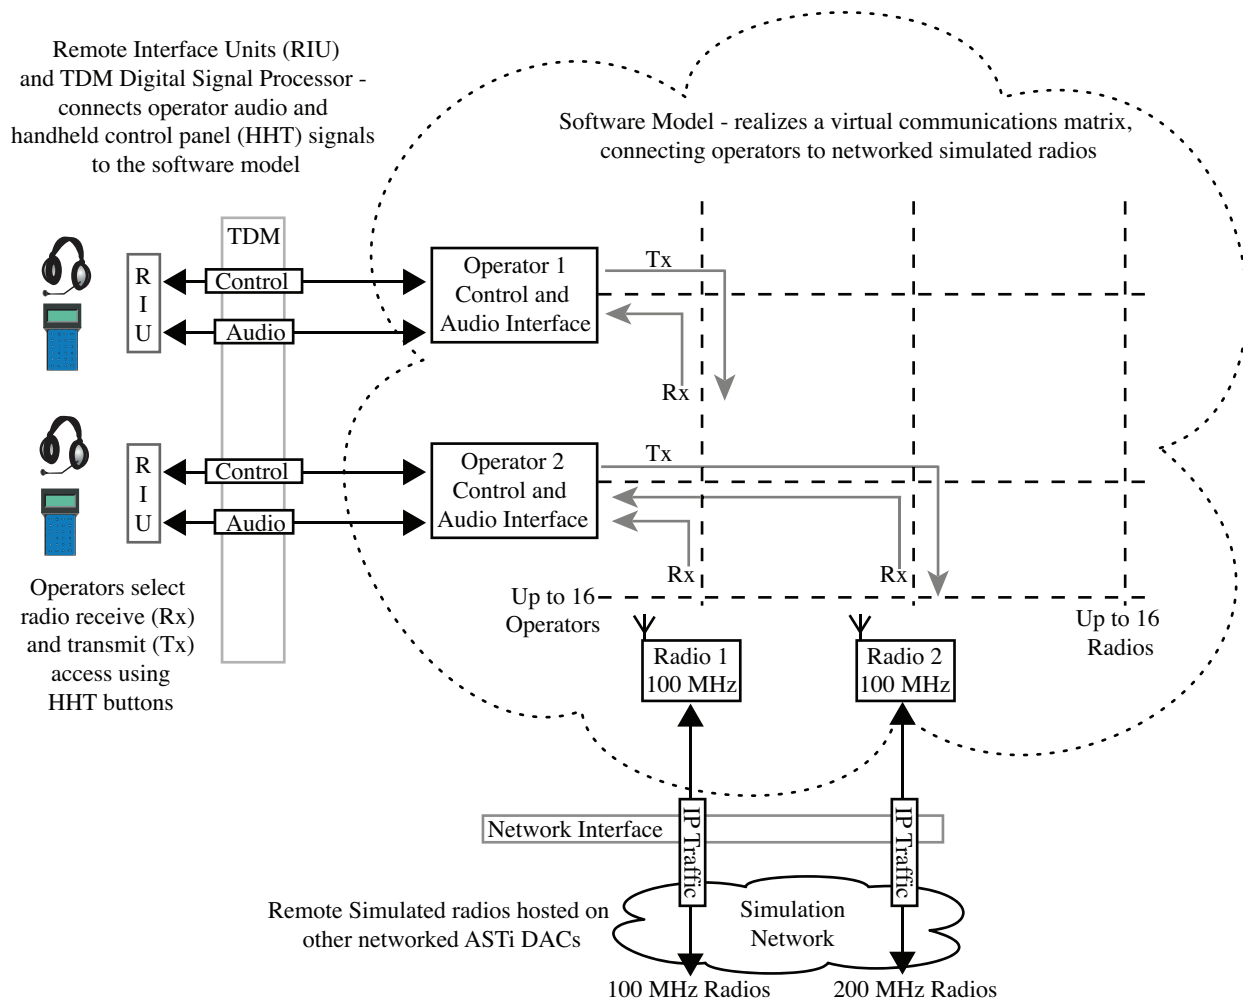 Remote Interface Units (RIU)
and TDM Digital Signal Processor -
connects operator audio and
handheld control panel (HHT) signals
to the software model
Software Model - realizes a virtual communications matrix,
connecting operators to networked simulated radios
TDM
R
I
U
Control
Audio
Operator 1
Control and
Audio Interface
Tx
Rx
R
I
U
Control
Audio
Operator 2
Control and
Audio Interface
Tx
Rx
Rx
Operators select
radio receive (Rx)
and transmit (Tx)
access using
HHT buttons
Up to 16
Operators
Up to 16
Radios
Radio 1
100 MHz
Radio 2
100 MHz
Network Interface
IP Traffic
IP Traffic
Remote Simulated radios hosted on
other networked ASTi DACs
Simulation
Network
100 MHz Radios
200 MHz Radios